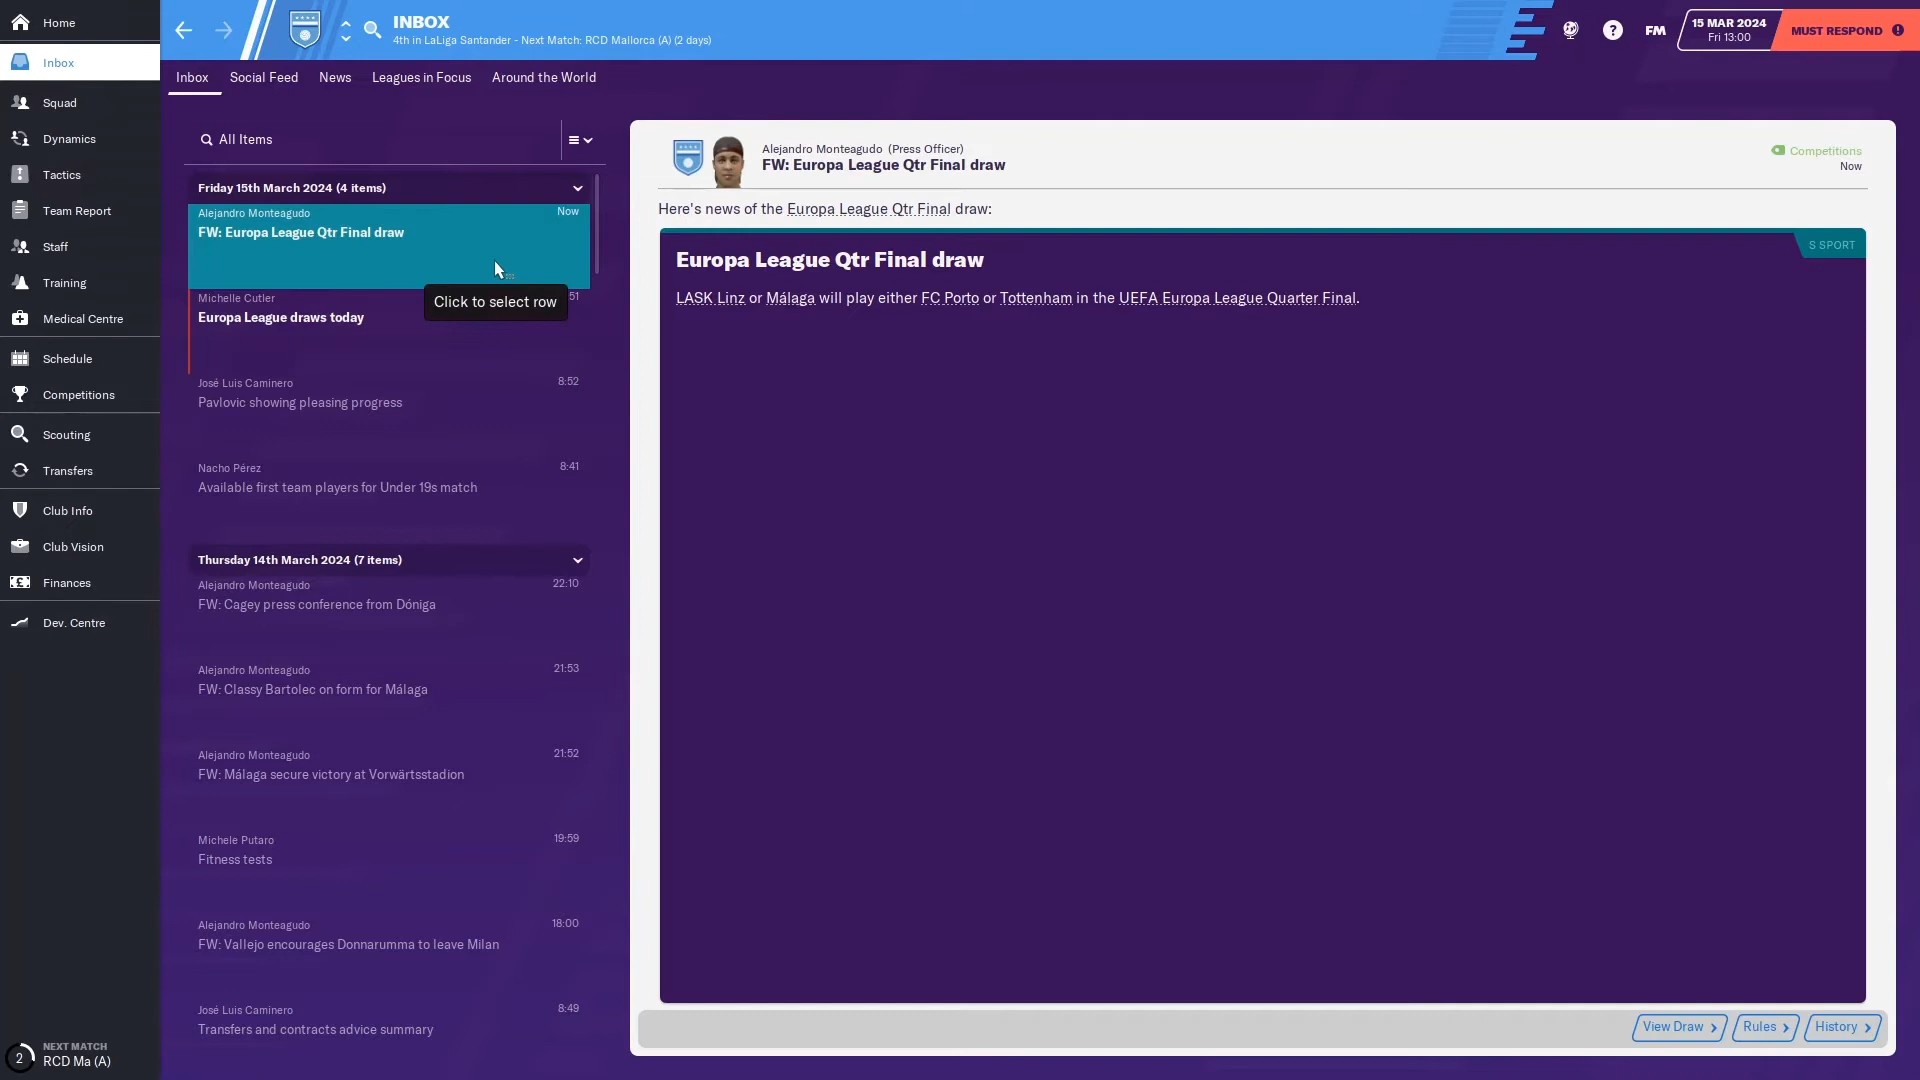 Home
Inbox
Squad
Dynamics
Tactics
Team Report
Staff
Training
Medical Centre
Schedule
Competitions
Scouting
Transfers
Club Info
Club Vision
Finances
Dev. Centre
2
NEXT MATCH
RCD Ma (A)
INBOX
4th in LaLiga Santander - Next Match: RCD Mallorca (A) (2 days)
?
FM
15 MAR 2024
Fri 13:00
MUST RESPOND
Inbox Social Feed News Leagues in Focus Around the World
All Items
Friday 15th March 2024 (4 items)
Alejandro Monteagudo Now
FW: Europa League Qtr Final draw
Click to select row
Michelle Cutler 51
Europa League draws today
José Luis Caminero 8:52
Pavlovic showing pleasing progress
Nacho Pérez 8:41
Available first team players for Under 19s match
Thursday 14th March 2024 (7 items)
Alejandro Monteagudo 22:10
FW: Cagey press conference from Dóniga
Alejandro Monteagudo 21:53
FW: Classy Bartolec on form for Málaga
Alejandro Monteagudo 21:52
FW: Málaga secure victory at Vorwärtsstadion
Michele Putaro 19:59
Fitness tests
Alejandro Monteagudo 18:00
FW: Vallejo encourages Donnarumma to leave Milan
José Luis Caminero 8:49
Transfers and contracts advice summary
Alejandro Monteagudo (Press Officer)
FW: Europa League Qtr Final draw
Competitions
Now
Here's news of the Europa League Qtr Final draw:
S SPORT
Europa League Qtr Final draw
LASK Linz or Málaga will play either FC Porto or Tottenham in the UEFA Europa League Quarter Final.
View Draw Rules History